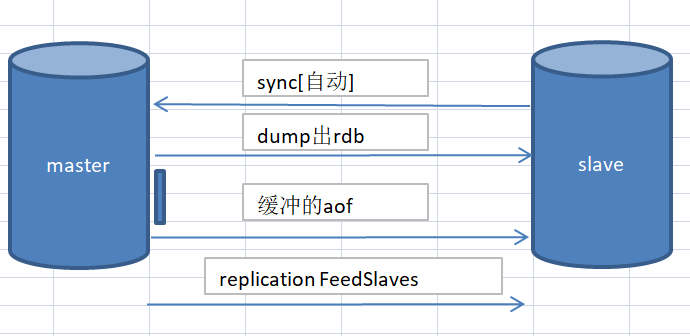 sync[自动]
dump出rdb
master
slave
缓冲的aof
replication FeedSlaves